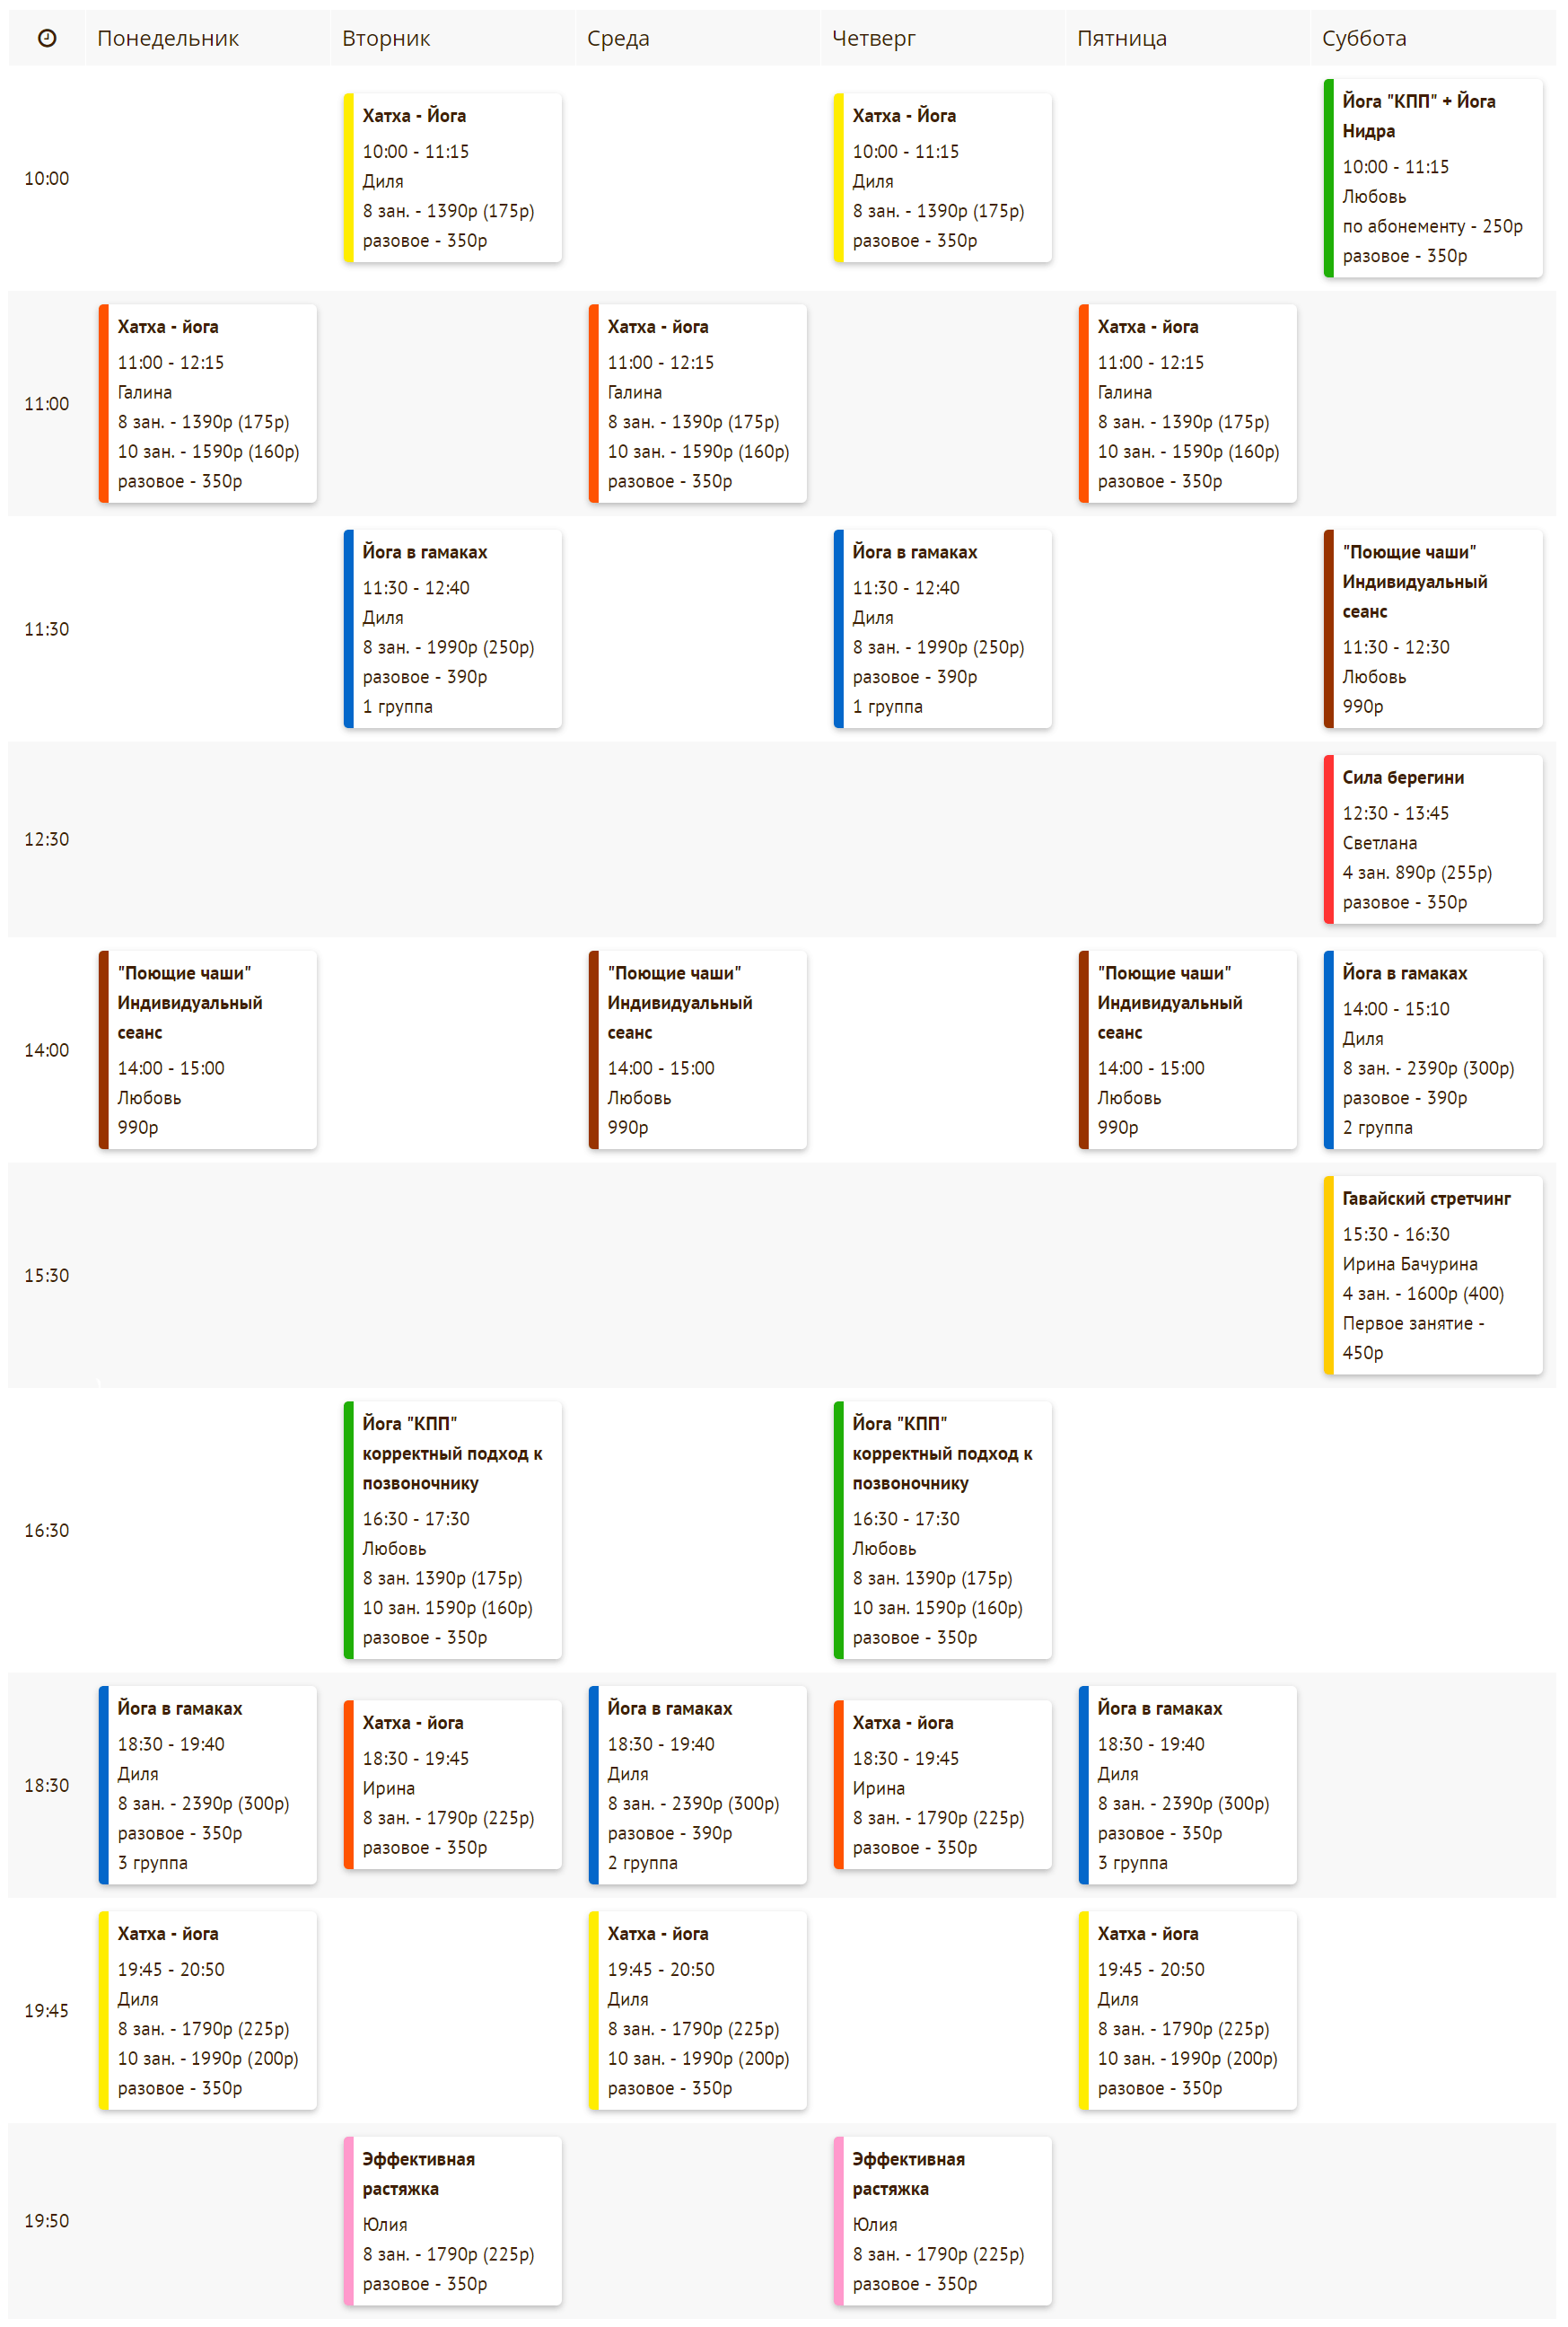 Понедельник
Вторник
Среда
Четверг
Пятница
Суббота
10:00
Хатха - Йога
10:00 - 11:15
Диля
8 зан. - 1390р (175р)
разовое - 350р
Хатха - Йога
10:00 - 11:15
Диля
8 зан. - 1390р (175р)
разовое - 350р
Йога "КПП" + Йога
Нидра
10:00 - 11:15
Любовь
по абонементу - 250р
разовое - 350р
11:00
Хатха - йога
11:00 - 12:15
Галина
8 зан. - 1390р (175р)
10 зан. - 1590р (160р)
разовое - 350р
Хатха - йога
11:00 - 12:15
Галина
8 зан. - 1390р (175р)
10 зан. - 1590р (160р)
разовое - 350р
Хатха - йога
11:00 - 12:15
Галина
8 зан. - 1390р (175р)
10 зан. - 1590р (160р)
разовое - 350р
11:30
Йога в гамаках
11:30 - 12:40
Диля
8 зан. - 1990р (250р)
разовое - 390р
1 группа
Йога в гамаках
11:30 - 12:40
Диля
8 зан. - 1990р (250р)
разовое - 390р
1 группа
"Поющие чаши"
Индивидуальный
сеанс
11:30 - 12:30
Любовь
990р
12:30
Сила берегини
12:30 - 13:45
Светлана
4 зан. 890р (255р)
разовое - 350р
14:00
"Поющие чаши"
Индивидуальный
сеанс
14:00 - 15:00
Любовь
990р
"Поющие чаши"
Индивидуальный
сеанс
14:00 - 15:00
Любовь
990р
"Поющие чаши"
Индивидуальный
сеанс
14:00 - 15:00
Любовь
990р
Йога в гамаках
14:00 - 15:10
Диля
8 зан. - 2390р (300р)
разовое - 390р
2 группа
15:30
Гавайский стретчинг
15:30 - 16:30
Ирина Бачурина
4 зан. - 1600р (400)
Первое занятие -
450р
16:30
Йога "КПП"
корректный подход к
позвоночнику
16:30 - 17:30
Любовь
8 зан. 1390р (175р)
10 зан. 1590р (160р)
разовое - 350р
Йога "КПП"
корректный подход к
позвоночнику
16:30 - 17:30
Любовь
8 зан. 1390р (175р)
10 зан. 1590р (160р)
разовое - 350р
18:30
Йога в гамаках
18:30 - 19:40
Диля
8 зан. - 2390р (300р)
разовое - 350р
3 группа
Хатха - йога
18:30 - 19:45
Ирина
8 зан. - 1790р (225р)
разовое - 350р
Йога в гамаках
18:30 - 19:40
Диля
8 зан. - 2390р (300р)
разовое - 390р
2 группа
Хатха - йога
18:30 - 19:45
Ирина
8 зан. - 1790р (225р)
разовое - 350р
Йога в гамаках
18:30 - 19:40
Диля
8 зан. - 2390р (300р)
разовое - 350р
3 группа
19:45
Хатха - йога
19:45 - 20:50
Диля
8 зан. - 1790р (225р)
10 зан. - 1990р (200р)
разовое - 350р
Хатха - йога
19:45 - 20:50
Диля
8 зан. - 1790р (225р)
10 зан. - 1990р (200р)
разовое - 350р
Хатха - йога
19:45 - 20:50
Диля
8 зан. - 1790р (225р)
10 зан. - 1990р (200р)
разовое - 350р
19:50
Эффективная
растяжка
Юлия
8 зан. - 1790р (225р)
разовое - 350р
Эффективная
растяжка
Юлия
8 зан. - 1790р (225р)
разовое - 350р